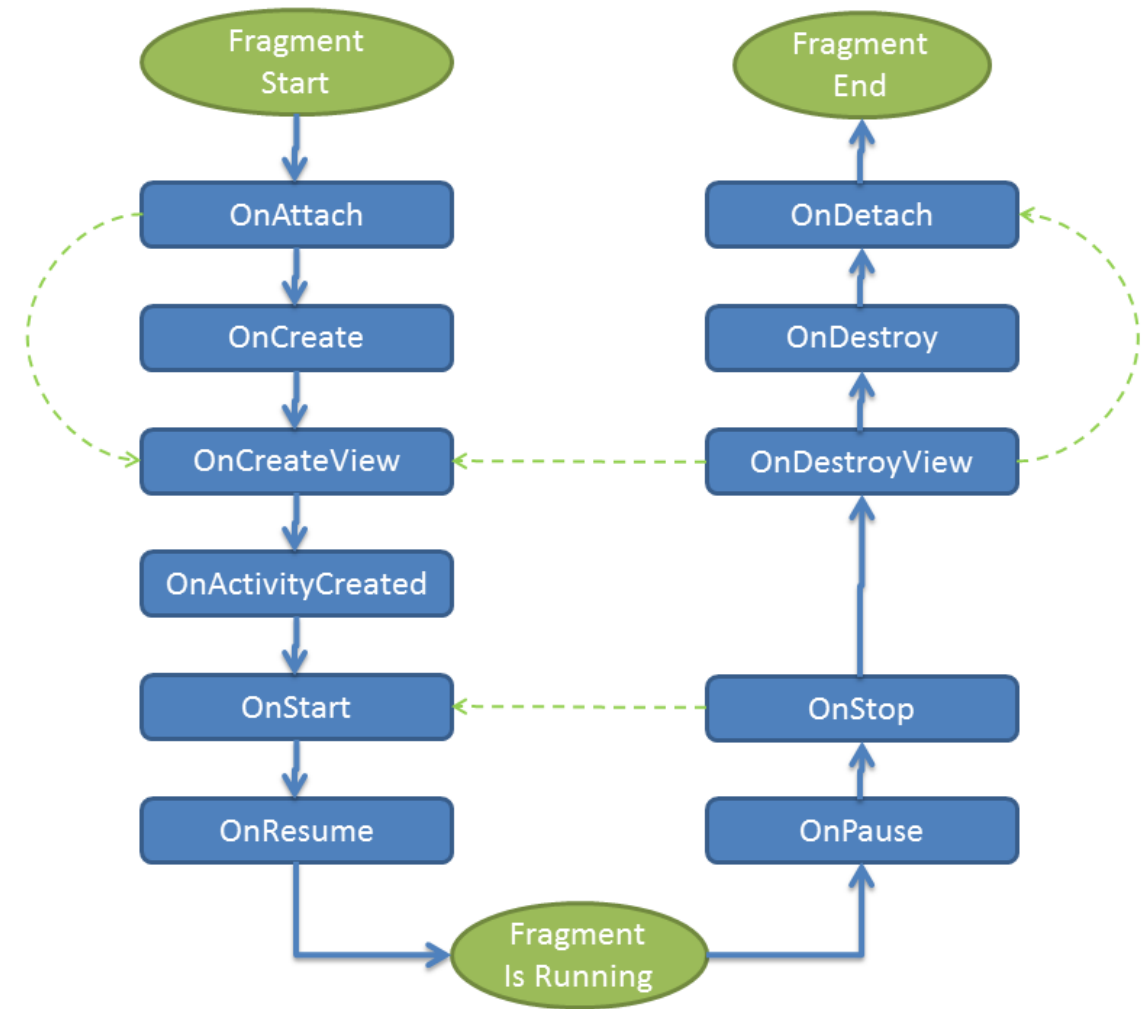 Fragment
Start
OnAttach
OnCreate
OnCreateView
OnActivityCreated
OnStart
OnResume
Fragment
Is Running
OnPause
OnStop
OnDestroyView
OnDestroy
OnDetach
Fragment
End